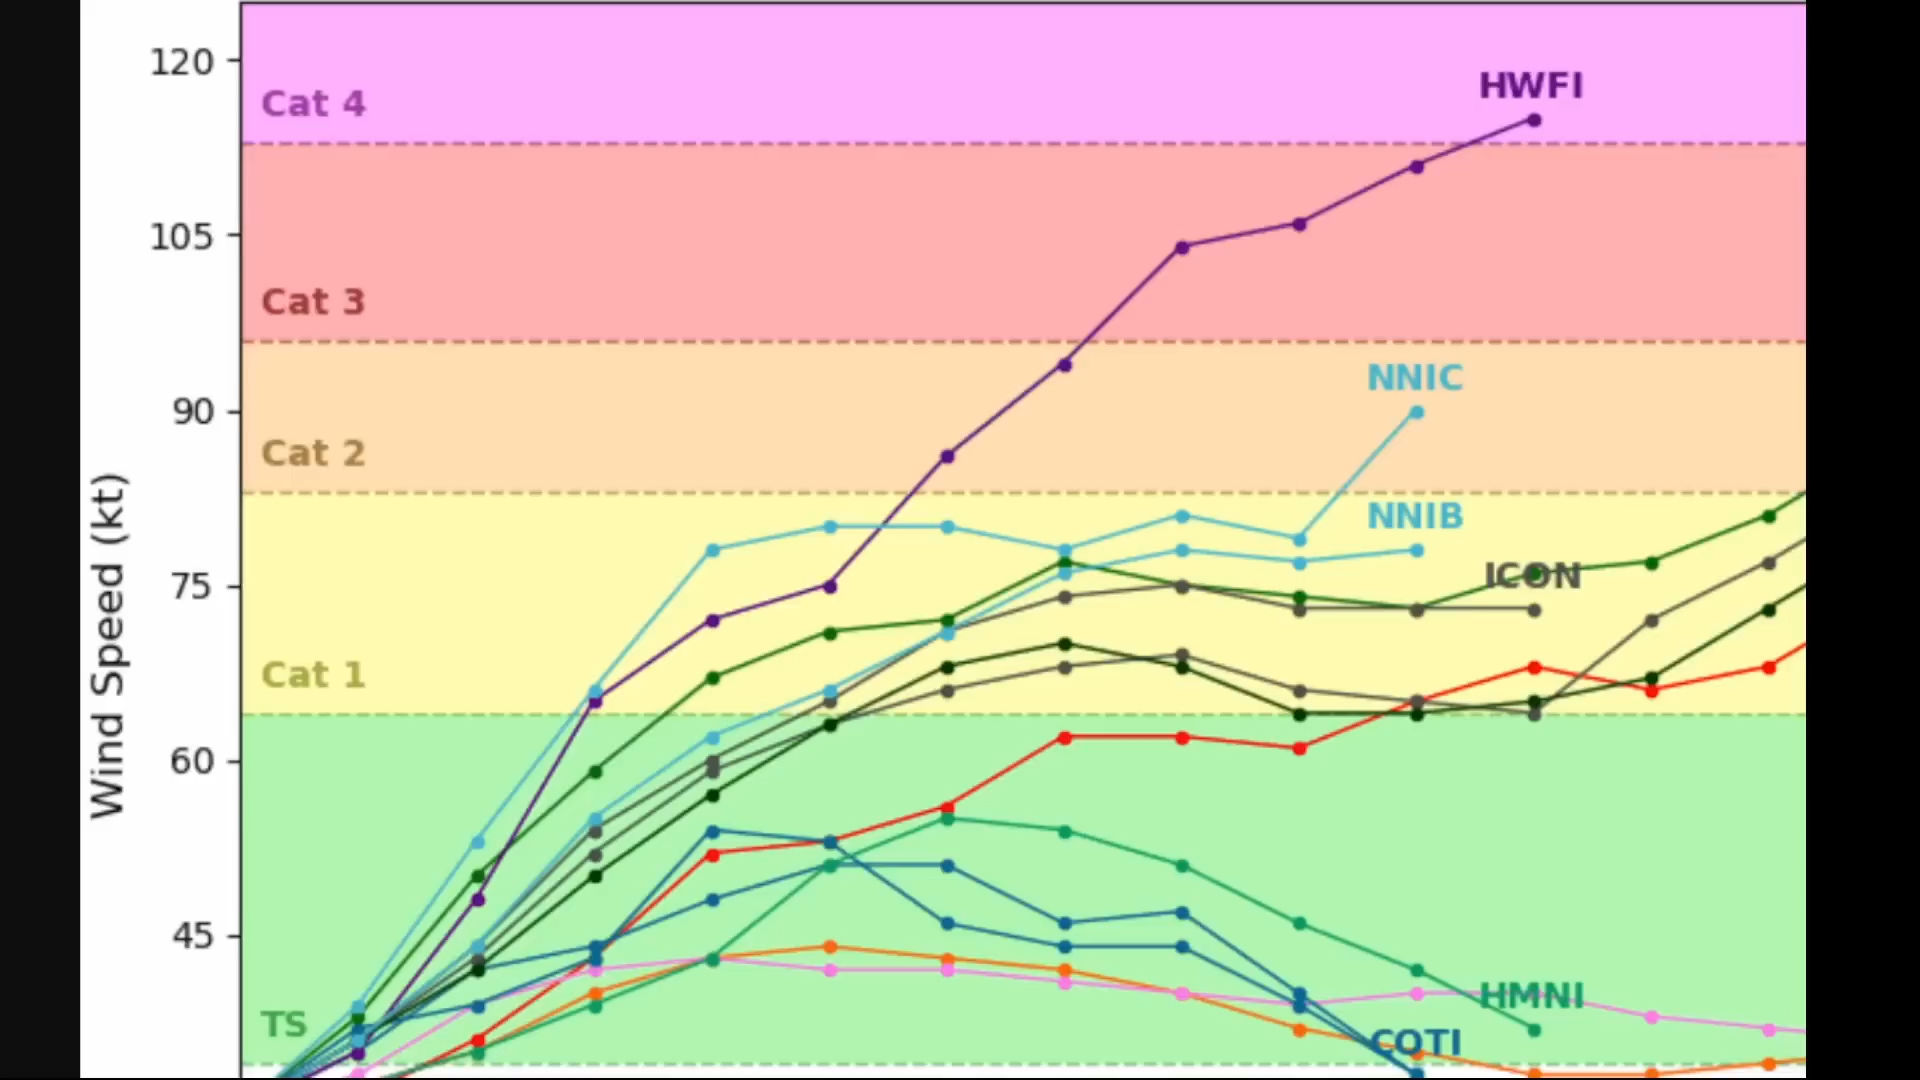 120
105
90
75
60
45
Wind Speed (kt)
Cat 4
Cat 3
Cat 2
Cat 1
TS
HWFI
NNIC
NNIB
ICON
HMNI
COTI